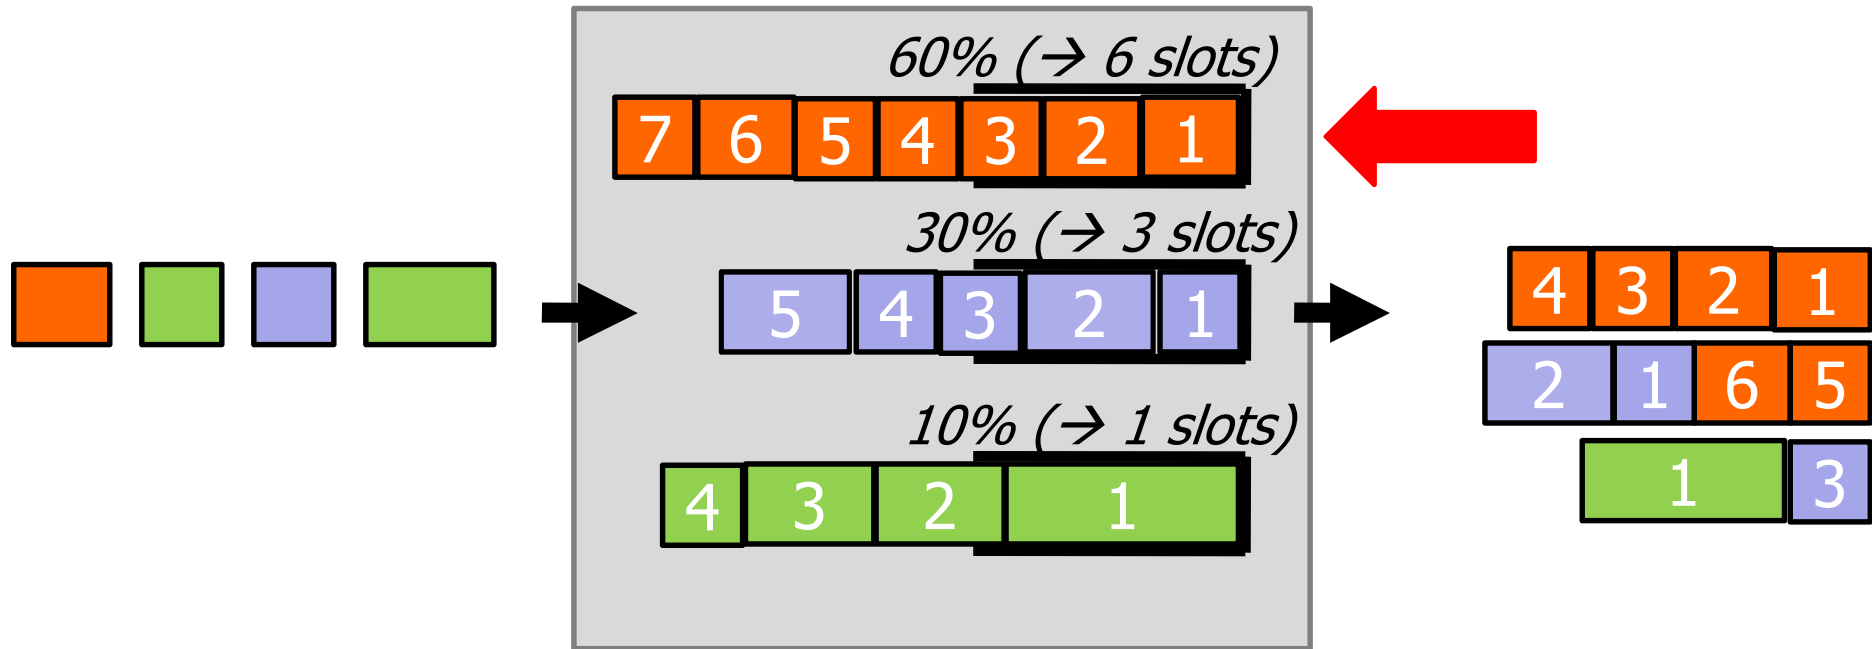 60% (→ 6 slots)
7 6 5 4 3 2 1
30% (→ 3 slots)
5 4 3 2 1
10% (→ 1 slots)
4 3 2 1
4 3 2 1
2 1 6 5
1 3